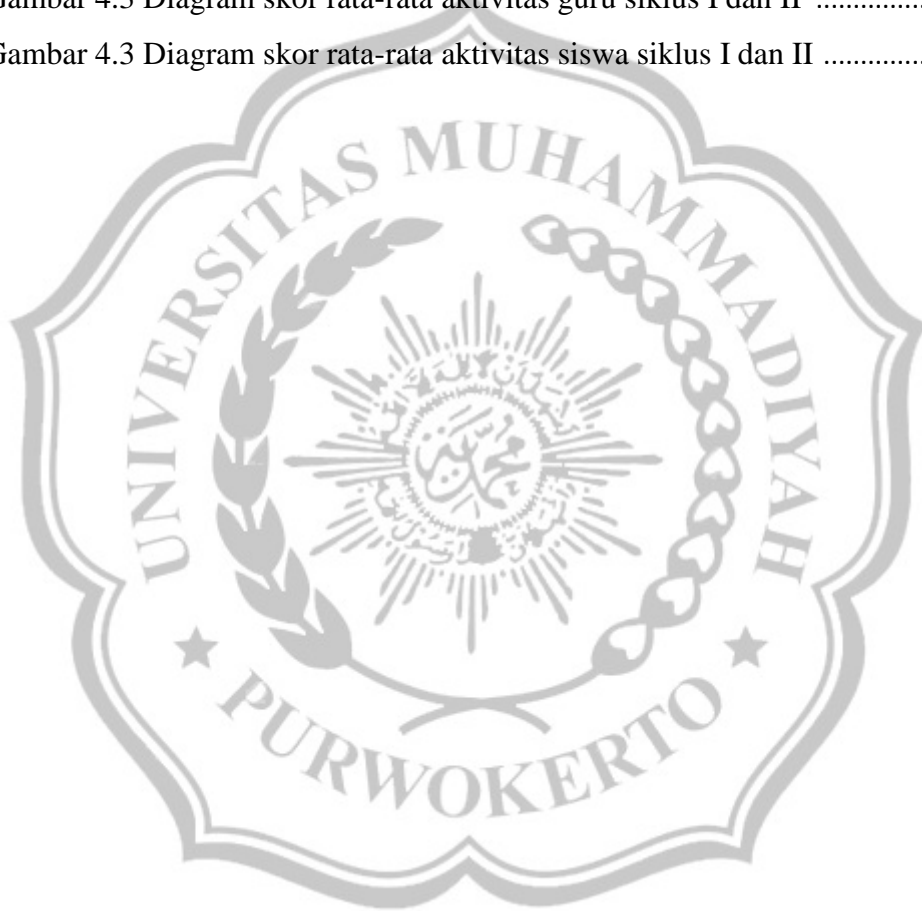 Gambar 4.3 Diagram skor rata-rata aktivitas guru siklus I dan II ..............
Gambar 4.3 Diagram skor rata-rata aktivitas siswa siklus I dan II ..............
UNIVERSITAS MUHAMMADIYAH
PURWOKERTO